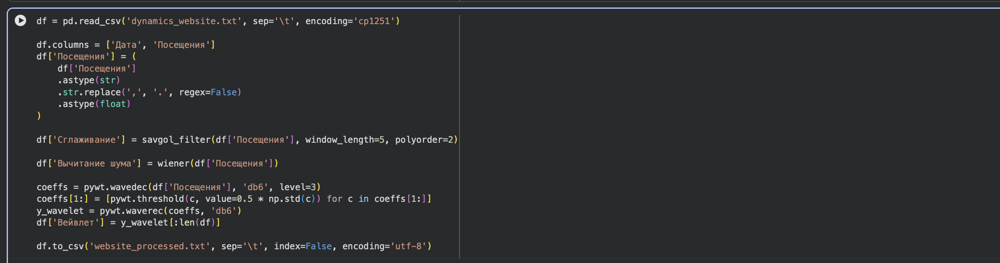 df = pd.read_csv('dynamics_website.txt', sep='\t', encoding='cp1251')
df.columns = ['Дата', 'Посещения']
df['Посещения'] = (
    df['Посещения']
    .astype(str)
    .str.replace(',', '.', regex=False)
    .astype(float)
)
df['Сглаживание'] = savgol_filter(df['Посещения'], window_length=5, polyorder=2)
df['Вычитание шума'] = wiener(df['Посещения'])
coeffs = pywt.wavedec(df['Посещения'], 'db6', level=3)
coeffs[1:] = [pywt.threshold(c, value=0.5 * np.std(c)) for c in coeffs[1:]]
y_wavelet = pywt.waverec(coeffs, 'db6')
df['Вейвлет'] = y_wavelet[:len(df)]
df.to_csv('website_processed.txt', sep='\t', index=False, encoding='utf-8')